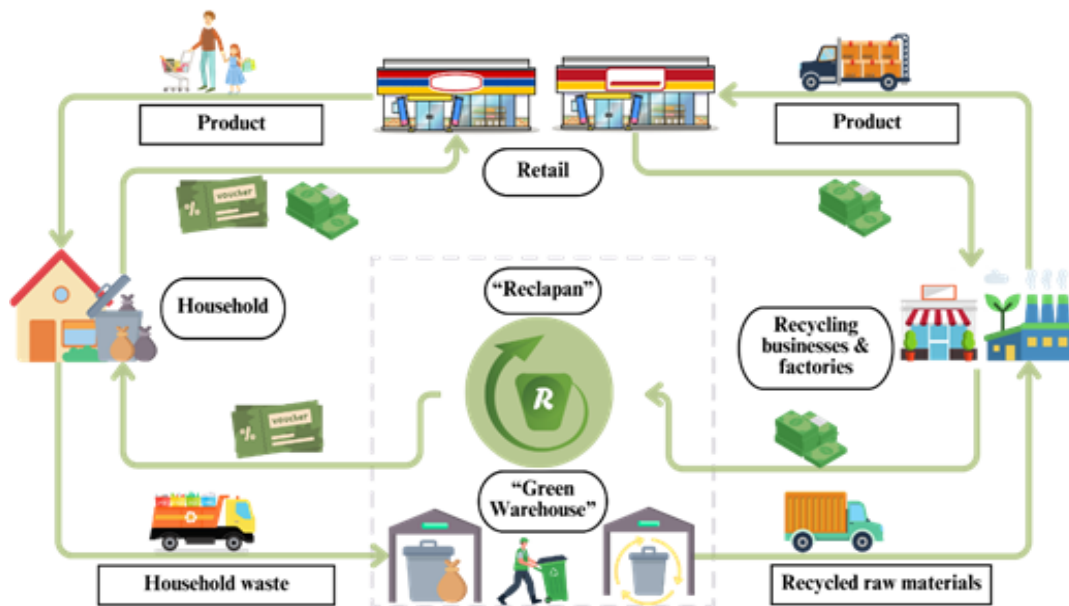 Product
Product
Retail
voucher
%
Household
“Reclapan”
R
Recycling
businesses &
factories
voucher
%
“Green
Warehouse”
Household waste
Recycled raw materials